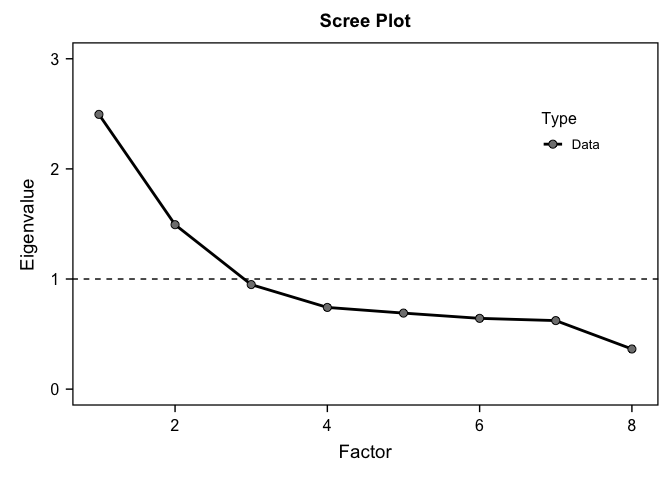 Scree Plot
3
2
1
0
Eigenvalue
Type
Data
2 4 6 8
Factor